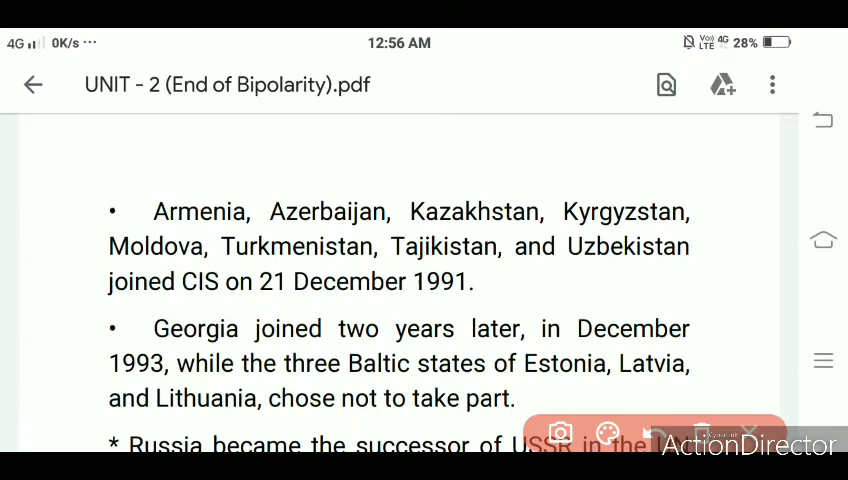 4G 0K/s ··· 12:56 AM Vo)) LTE 4G 28%
UNIT - 2 (End of Bipolarity).pdf
• Armenia, Azerbaijan, Kazakhstan, Kyrgyzstan,
Moldova, Turkmenistan, Tajikistan, and Uzbekistan
joined CIS on 21 December 1991.
• Georgia joined two years later, in December
1993, while the three Baltic states of Estonia, Latvia,
and Lithuania, chose not to take part.
* Russia became the successor of USSR in the UN
ActionDirector